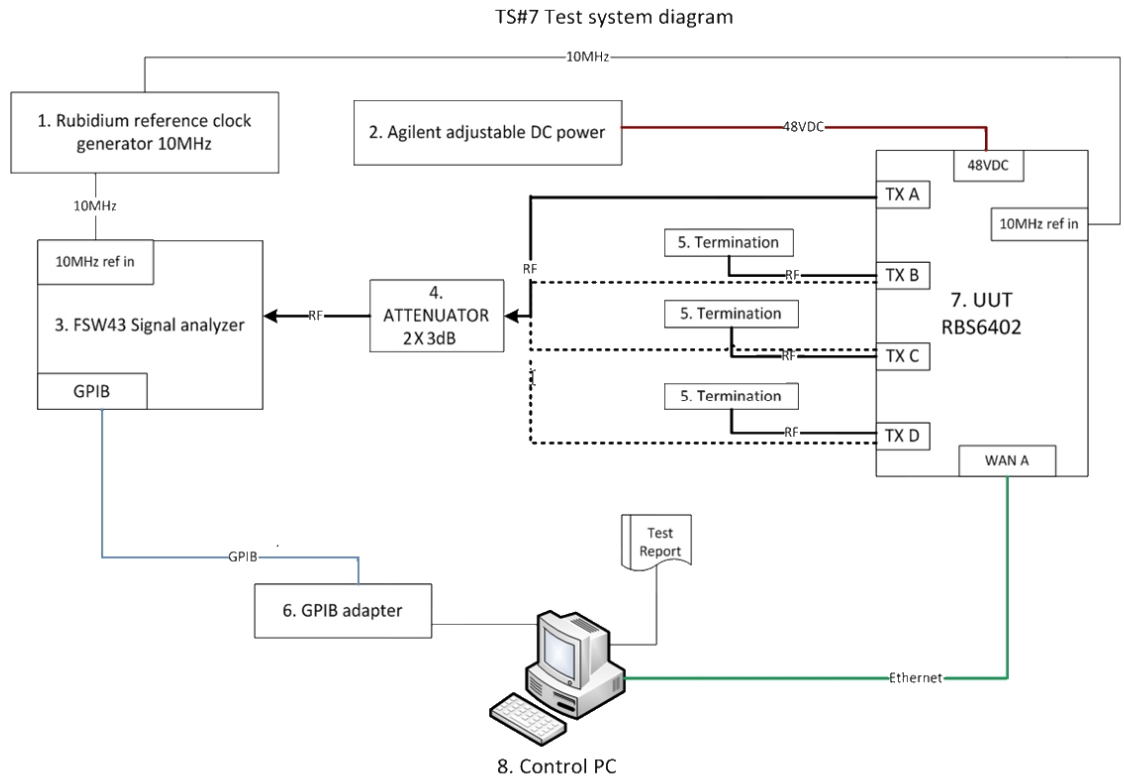 TS#7 Test system diagram
10MHz
1. Rubidium reference clock
generator 10MHz
2. Agilent adjustable DC power
48VDC
48VDC
10MHz
TX A
10MHz ref in
10MHz ref in
5. Termination
RF
RF
TX B
4.
ATTENUATOR
2X3dB
7. UUT
RBS6402
3. FSW43 Signal analyzer
RF
5. Termination
RF
TX C
GPIB
5. Termination
RF
TX D
WAN A
Test
Report
GPIB
6. GPIB adapter
Ethernet
8. Control PC